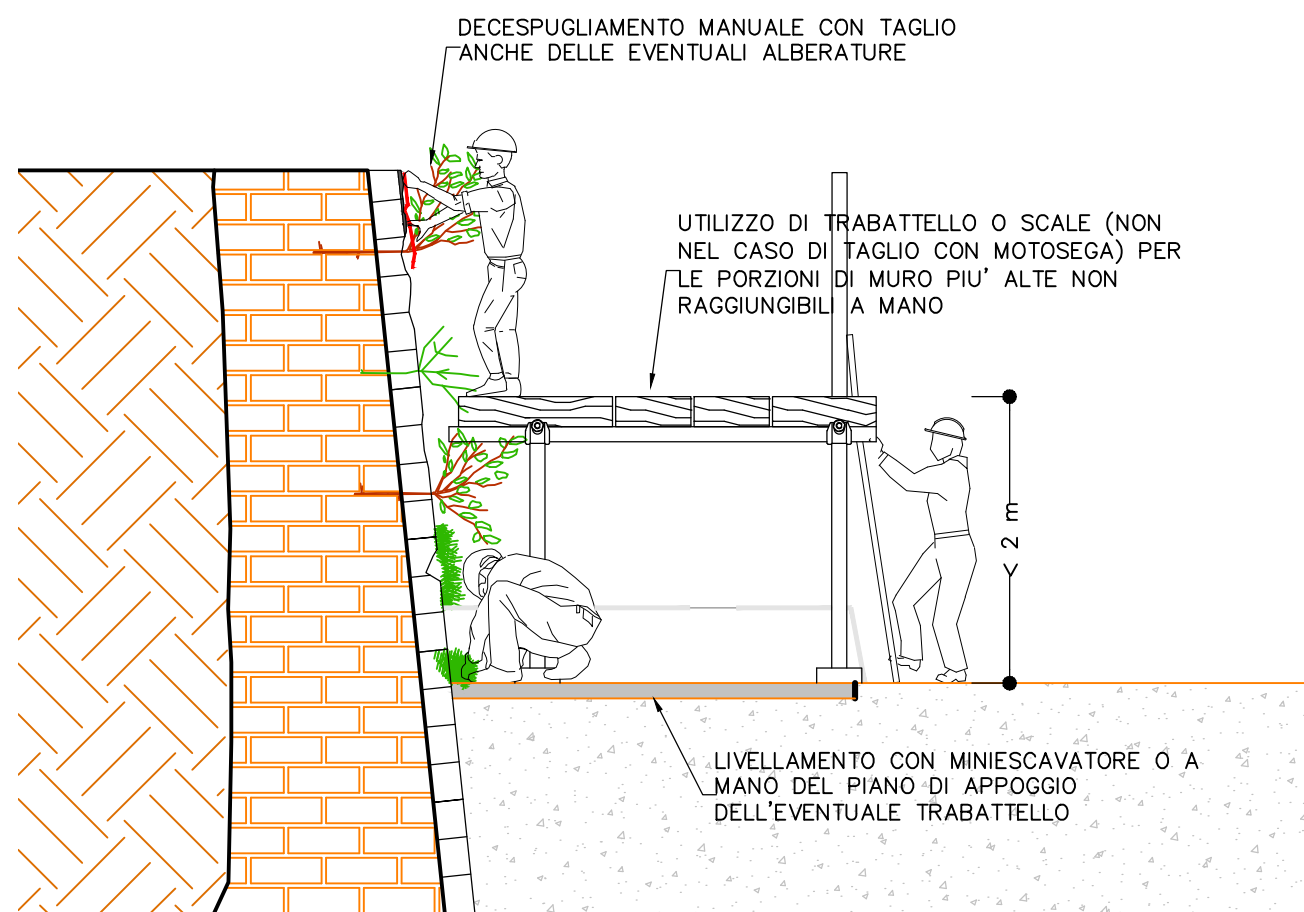 DECESPUGLIAMENTO MANUALE CON TAGLIO
ANCHE DELLE EVENTUALI ALBERATURE
UTILIZZO DI TRABATTELLO O SCALE (NON
NEL CASO DI TAGLIO CON MOTOSEGA) PER
LE PORZIONI DI MURO PIU' ALTE NON
RAGGIUNGIBILI A MANO
< 2 m
LIVELLAMENTO CON MINIESCAVATORE O A
MANO DEL PIANO DI APPOGGIO
DELL'EVENTUALE TRABATTELLO